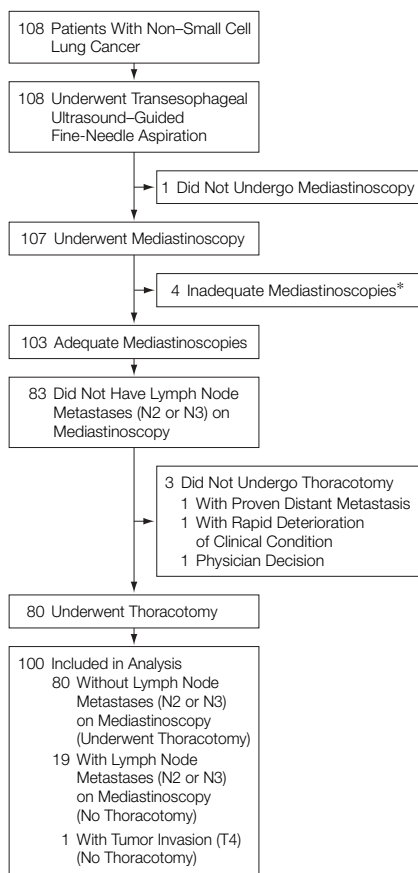 108 Patients With Non–Small Cell
Lung Cancer
108 Underwent Transesophageal
Ultrasound–Guided
Fine-Needle Aspiration
1 Did Not Undergo Mediastinoscopy
107 Underwent Mediastinoscopy
4 Inadequate Mediastinoscopies*
103 Adequate Mediastinoscopies
83 Did Not Have Lymph Node
Metastases (N2 or N3) on
Mediastinoscopy
3 Did Not Undergo Thoracotomy
1 With Proven Distant Metastasis
1 With Rapid Deterioration
of Clinical Condition
1 Physician Decision
80 Underwent Thoracotomy
100 Included in Analysis
80 Without Lymph Node
Metastases (N2 or N3)
on Mediastinoscopy
(Underwent Thoracotomy)
19 With Lymph Node
Metastases (N2 or N3)
on Mediastinoscopy
(No Thoracotomy)
1 With Tumor Invasion (T4)
(No Thoracotomy)